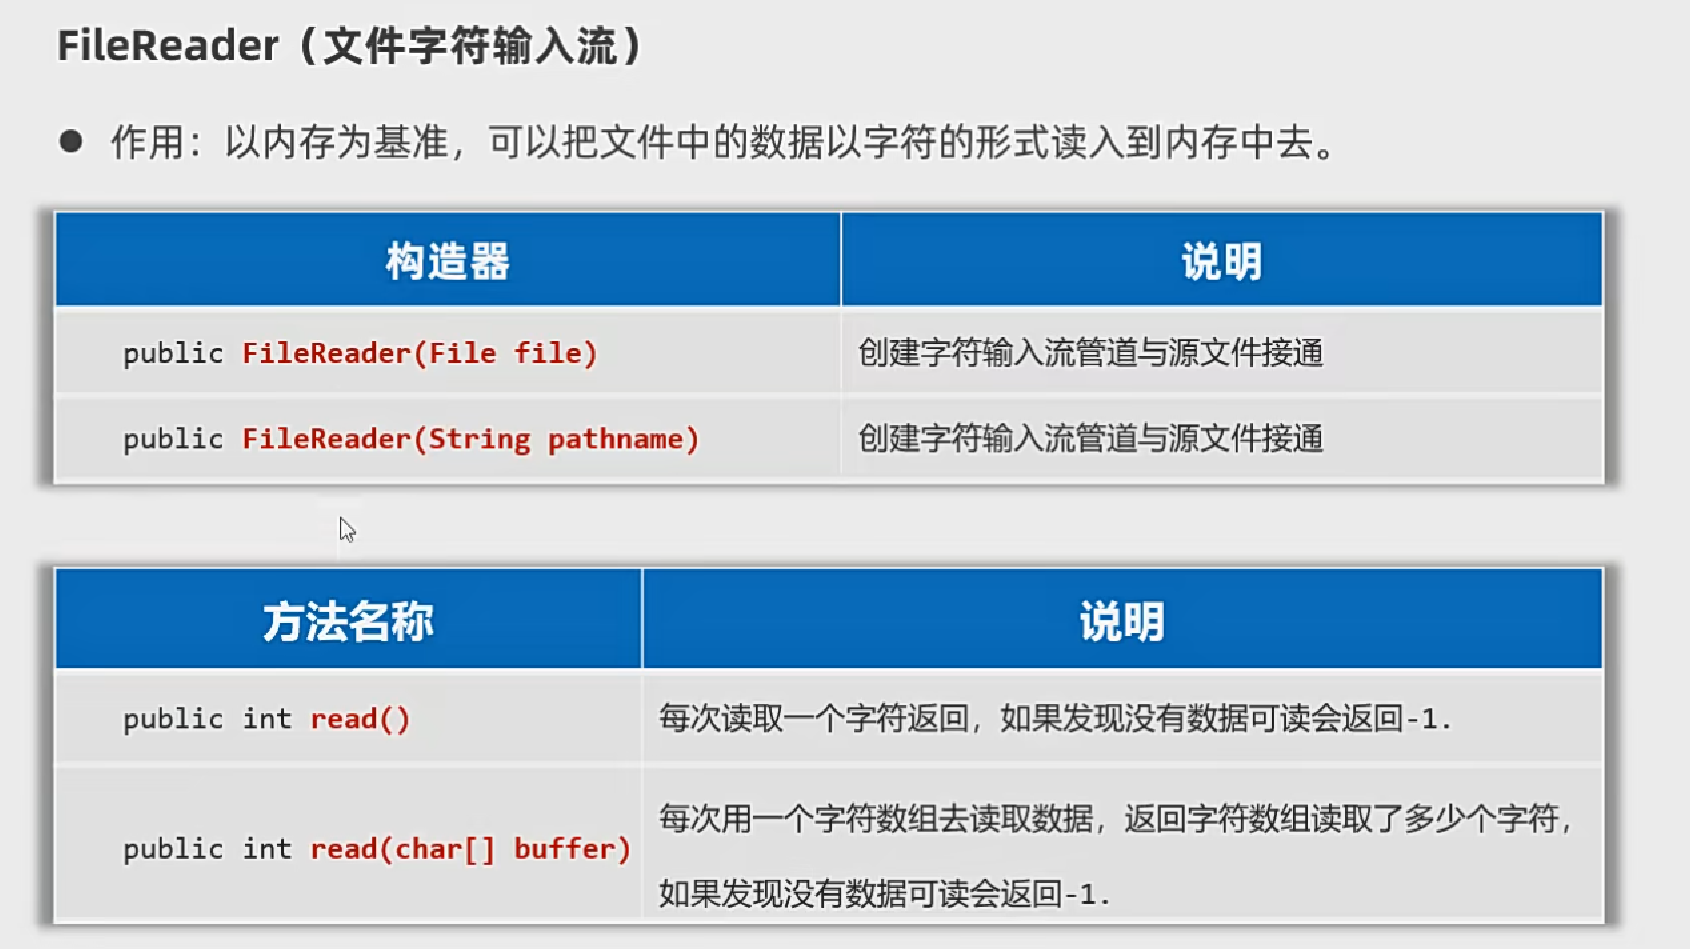 FileReader（文件字符输入流）
● 作用：以内存为基准，可以把文件中的数据以字符的形式读入到内存中去。
构造器 说明
public FileReader(File file) 创建字符输入流管道与源文件接通
public FileReader(String pathname) 创建字符输入流管道与源文件接通
方法名称 说明
public int read() 每次读取一个字符返回，如果发现没有数据可读会返回-1.
public int read(char[] buffer) 每次用一个字符数组去读取数据，返回字符数组读取了多少个字符，
如果发现没有数据可读会返回-1.